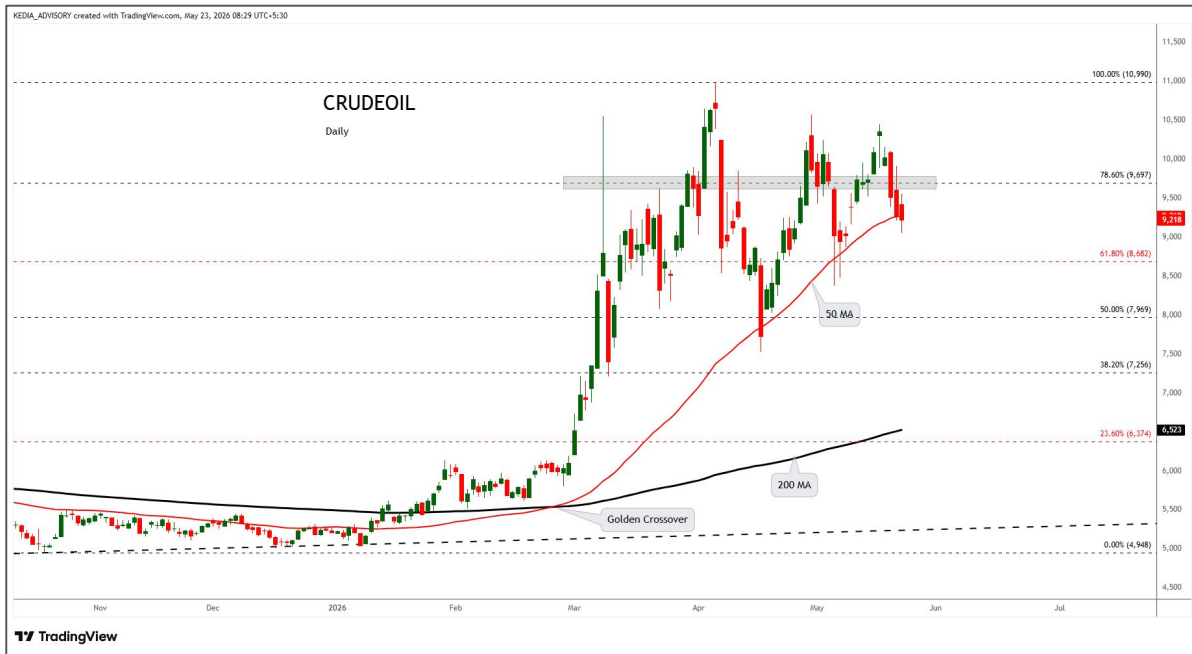 KEDIA_ADVISORY created with TradingView.com, May 23, 2026 08:29 UTC+5:30
CRUDEOIL
Daily
11,500
100.00% (10,990)
11,000
10,500
10,000
78.60% (9,697)
9,500
9,218
9,000
61.80% (8,682)
8,500
50 MA
50.00% (7,969)
8,000
7,500
38.20% (7,256)
7,000
6,523
23.60% (6,374)
200 MA
6,000
Golden Crossover
5,500
5,000
0.00% (4,948)
4,500
Nov Dec 2026 Feb Mar Apr May Jun Jul
TradingView